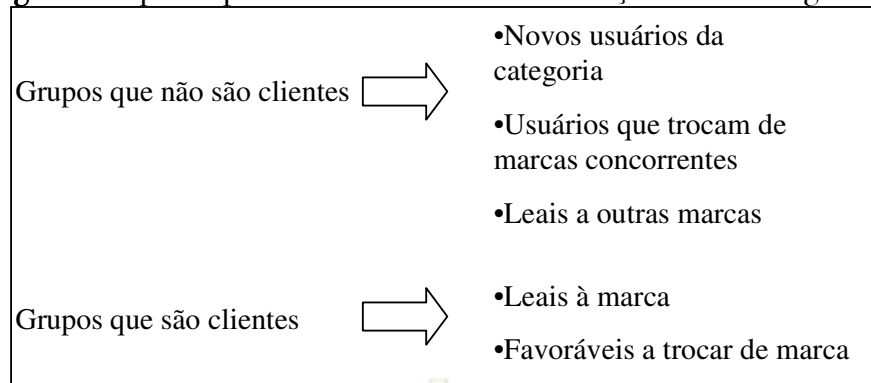 Grupos que não são clientes
•Novos usuários da
categoria
•Usuários que trocam de
marcas concorrentes
•Leais a outras marcas
Grupos que são clientes
•Leais à marca
•Favoráveis a trocar de marca